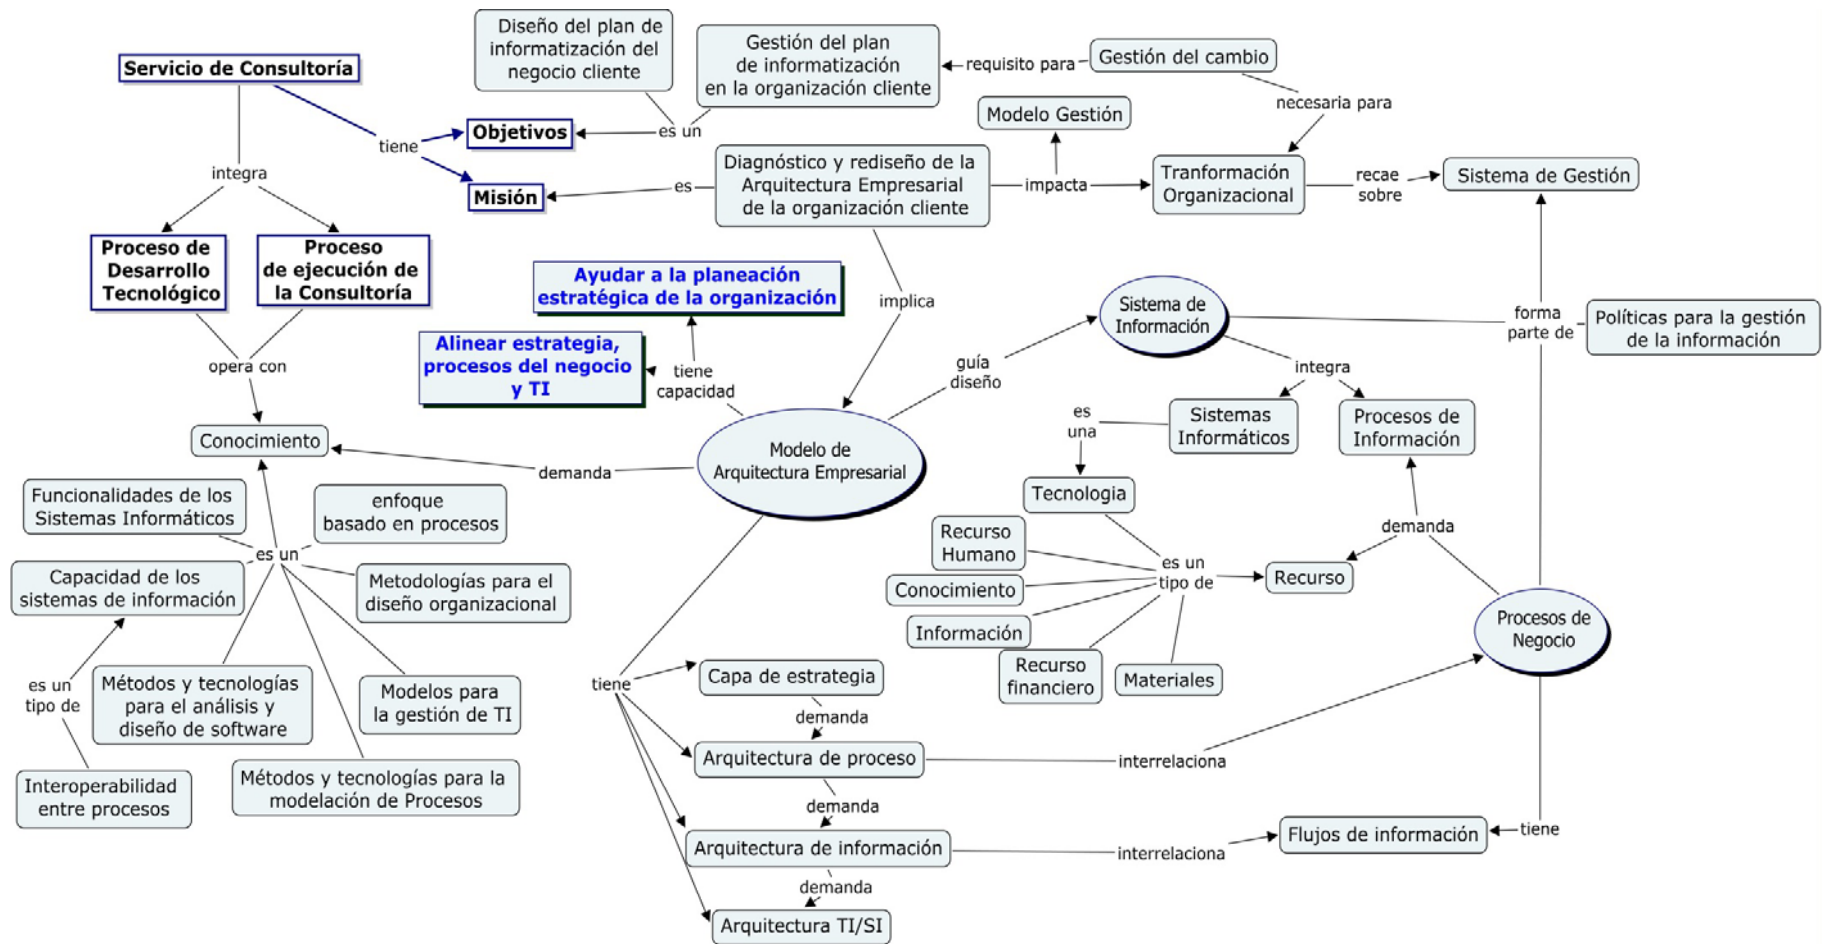 Diseño del plan de
informatización del
negocio cliente
Gestión del plan
de informatización
en la organización cliente
requisito para
Gestión del cambio
Servicio de Consultoría
necesaria para
Modelo Gestión
tiene
Objetivos
es un
integra
Misión
es
Diagnóstico y rediseño de la
Arquitectura Empresarial
de la organización cliente
impacta
Tranformación
Organizacional
recae
sobre
Sistema de Gestión
Proceso de
Desarrollo
Tecnológico
Proceso
de ejecución de
la Consultoría
Ayudar a la planeación
estratégica de la organización
implica
Sistema de
Información
forma
parte de
Políticas para la gestión
de la información
Alinear estrategia,
procesos del negocio
y TI
tiene
capacidad
guía
diseño
integra
opera con
es
una
Sistemas
Informáticos
Procesos de
Información
Conocimiento
demanda
Modelo de
Arquitectura Empresarial
Tecnologia
Funcionalidades de los
Sistemas Informáticos
enfoque
basado en procesos
es un
Recurso
Humano
demanda
Capacidad de los
sistemas de información
Metodologías para el
diseño organizacional
Conocimiento
es un
tipo de
Recurso
Información
Procesos de
Negocio
Recurso
financiero
Materiales
es un
tipo de
Métodos y tecnologías
para el análisis y
diseño de software
Modelos para
la gestión de TI
tiene
Capa de estrategia
demanda
Arquitectura de proceso
interrelaciona
Interoperabilidad
entre procesos
Métodos y tecnologías para la
modelación de Procesos
demanda
Arquitectura de información
interrelaciona
Flujos de información
tiene
demanda
Arquitectura TI/SI